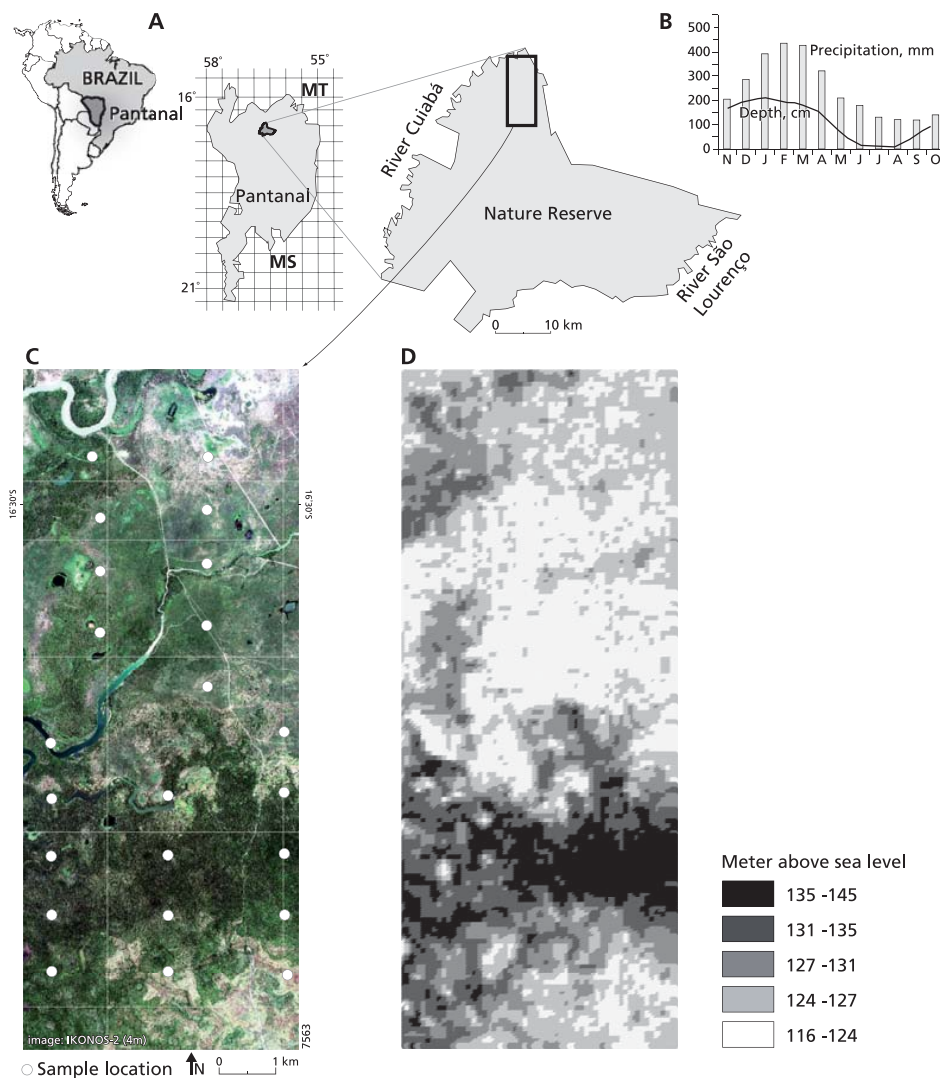 A
BRAZIL
Pantanal
58°
55°
16°
MT
Pantanal
MS
21°
River Cuiabá
Nature Reserve
River São
Lourenço
0 10 km
B
500
400
300
200
100
0
Precipitation, mm
Depth, cm
N D J F M A M J J A S O
C
16°30'S
16°30'S
image: IKONOS-2 (4m)
7563
Sample location
N
0 1 km
D
Meter above sea level
135 -145
131 -135
127 -131
124 -127
116 -124